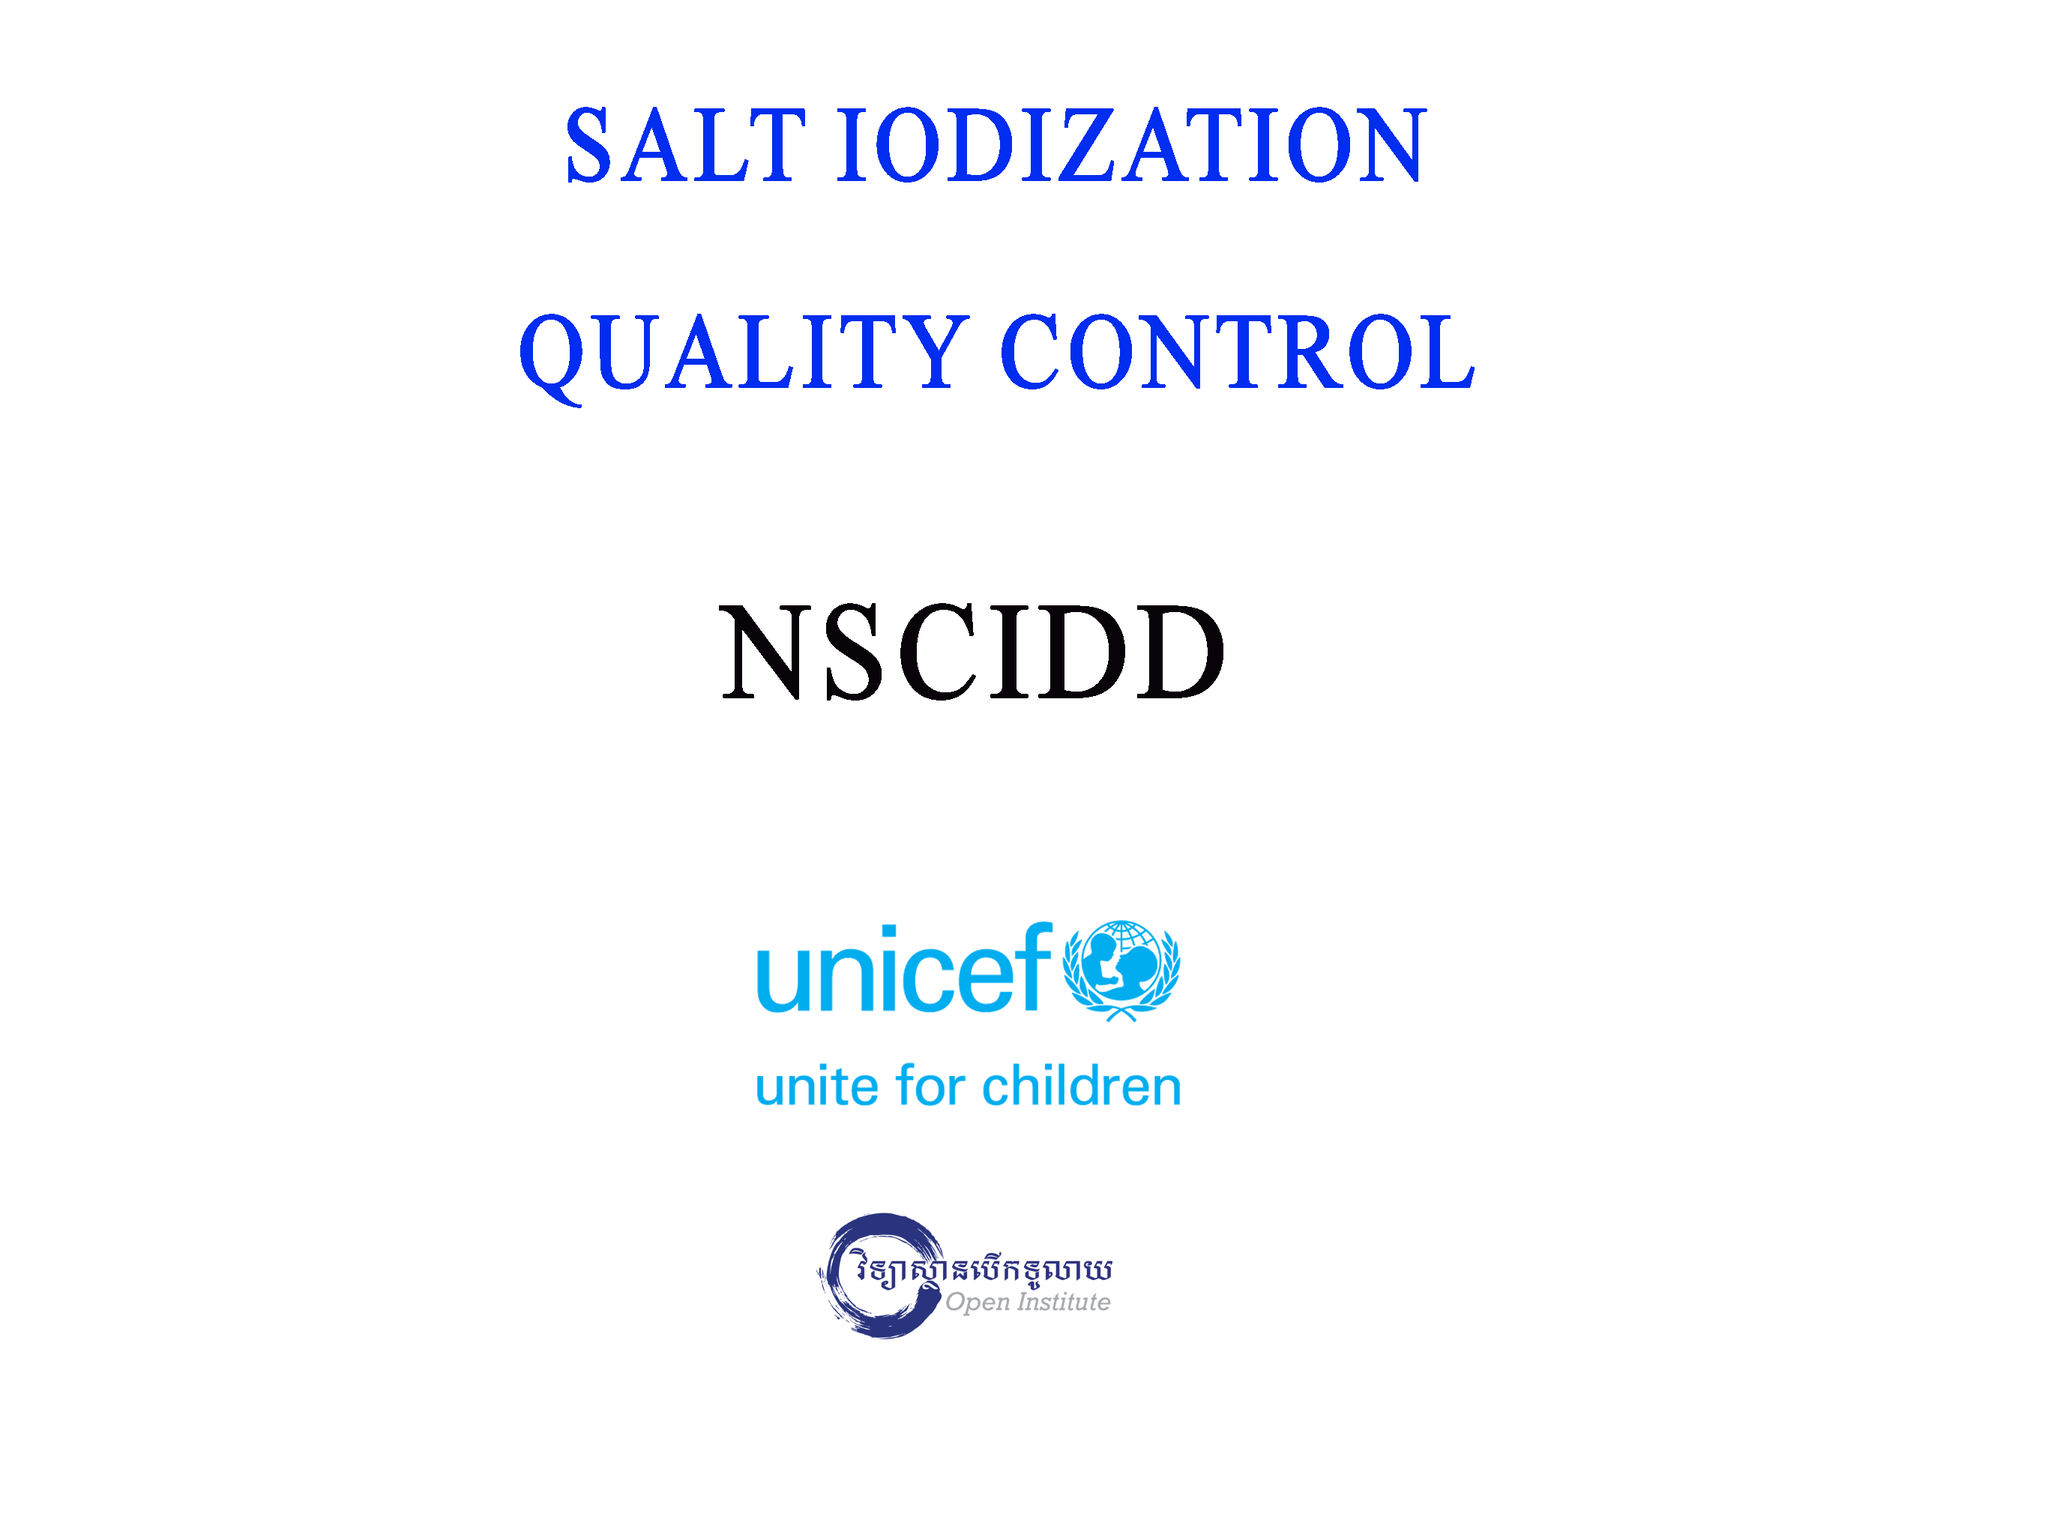 SALT IODIZATION
QUALITY CONTROL
NSCIDD
unicef
unite for children
វិទ្យាស្ថានបើកទូលាយ
Open Institute